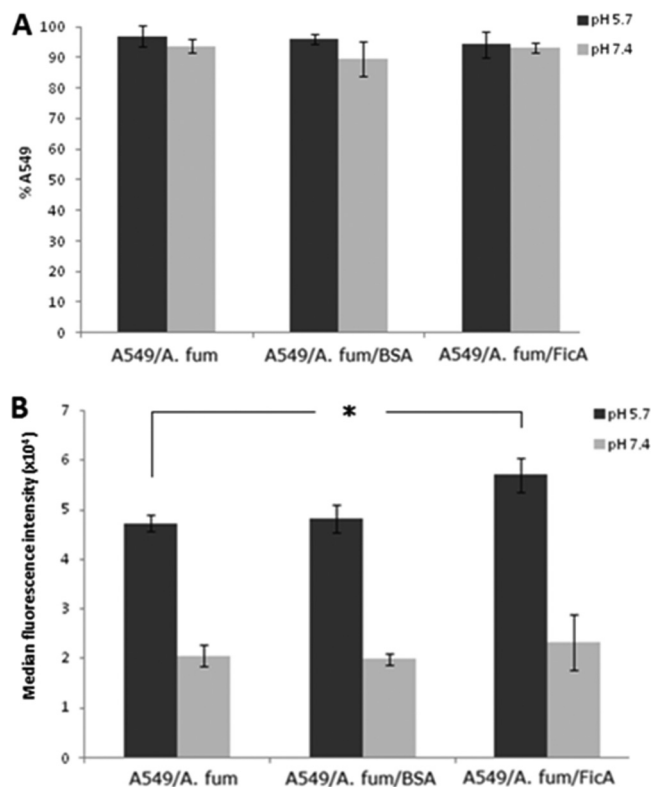 A
% A549
100
90
80
70
60
50
40
30
20
10
0
A549/A. fum
A549/A. fum/BSA
A549/A. fum/FicA
pH 5.7
pH 7.4
B
Median fluorescence intensity (x10⁴)
7
6
5
4
3
2
1
0
*
A549/A. fum
A549/A. fum/BSA
A549/A. fum/FicA
pH 5.7
pH 7.4